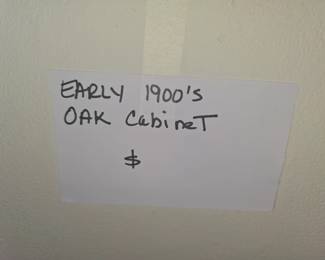 EARLY 1900's
OAK CabineT
$